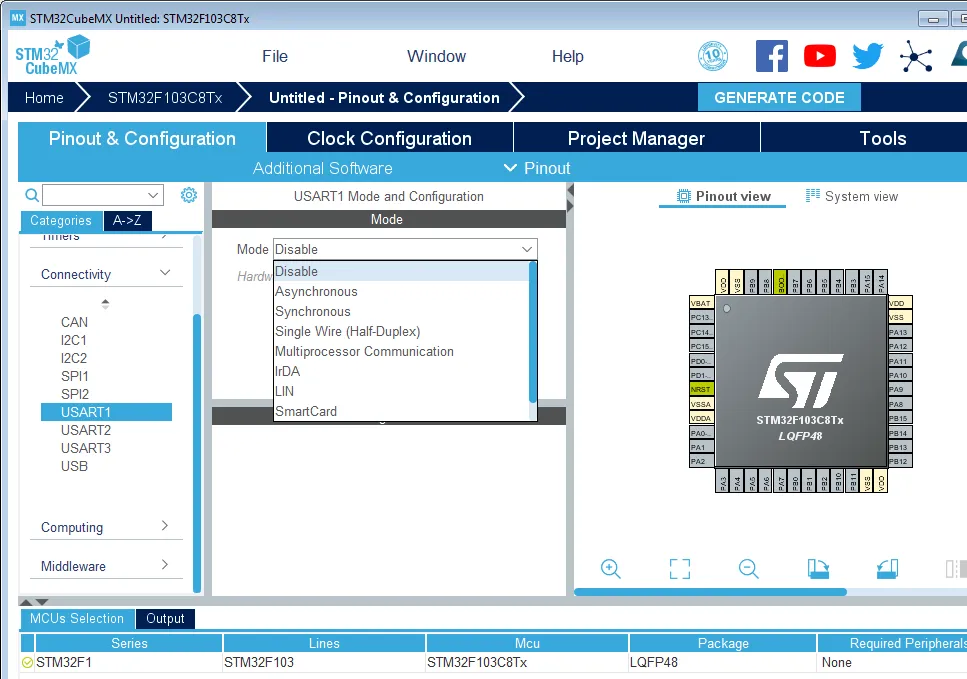 MX STM32CubeMX Untitled: STM32F103C8Tx
STM32
CubeMX
File
Window
Help
10
Home
STM32F103C8Tx
Untitled - Pinout & Configuration
GENERATE CODE
Pinout & Configuration
Clock Configuration
Project Manager
Tools
Additional Software
Pinout
Categories
A->Z
Timers
Connectivity
CAN
I2C1
I2C2
SPI1
SPI2
USART1
USART2
USART3
USB
Computing
Middleware
USART1 Mode and Configuration
Mode
Mode Disable
Hardw
Disable
Asynchronous
Synchronous
Single Wire (Half-Duplex)
Multiprocessor Communication
IrDA
LIN
SmartCard
Pinout view
System view
VDD
VSS
PB9
PB8
BOO
PB7
PB6
PB5
PB4
PB3
PA15
PA14
VBAT
PC13..
PC14..
PC15..
PD0-..
PD1-..
NRST
VSSA
VDDA
PA0-..
PA1
PA2
VDD
VSS
PA13
PA12
PA11
PA10
PA9
PA8
PB15
PB14
PB13
PB12
ST
STM32F103C8Tx
LQFP48
PA3
PA4
PA5
PA6
PA7
PB0
PB1
PB2
PB10
PB11
VSS
VDD
MCUs Selection
Output
Series
Lines
Mcu
Package
Required Peripherals
STM32F1
STM32F103
STM32F103C8Tx
LQFP48
None